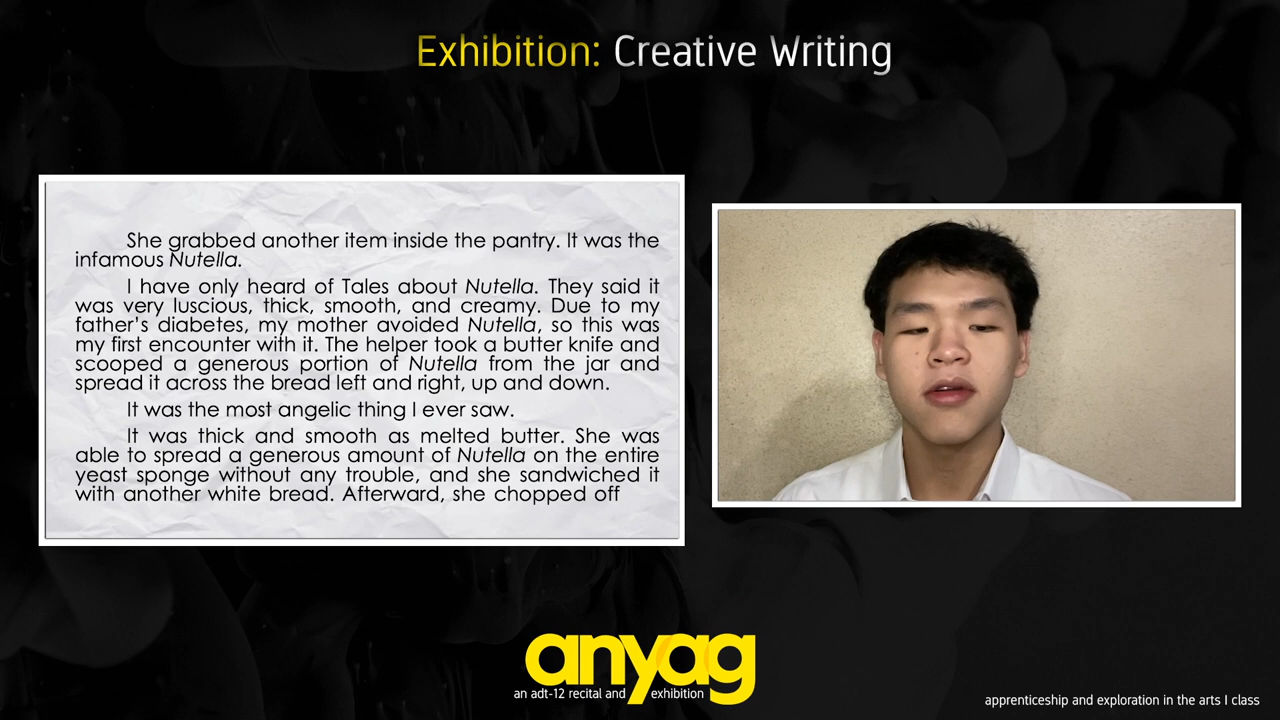 Exhibition: Creative Writing
She grabbed another item inside the pantry. It was the
infamous Nutella.
I have only heard of Tales about Nutella. They said it
was very luscious, thick, smooth, and creamy. Due to my
father's diabetes, my mother avoided Nutella, so this was
my first encounter with it. The helper took a butter knife and
scooped a generous portion of Nutella from the jar and
spread it across the bread left and right, up and down.
It was the most angelic thing I ever saw.
It was thick and smooth as melted butter. She was
able to spread a generous amount of Nutella on the entire
yeast sponge without any trouble, and she sandwiched it
with another white bread. Afterward, she chopped off
anyag
an adt-12 recital and exhibition
apprenticeship and exploration in the arts I class